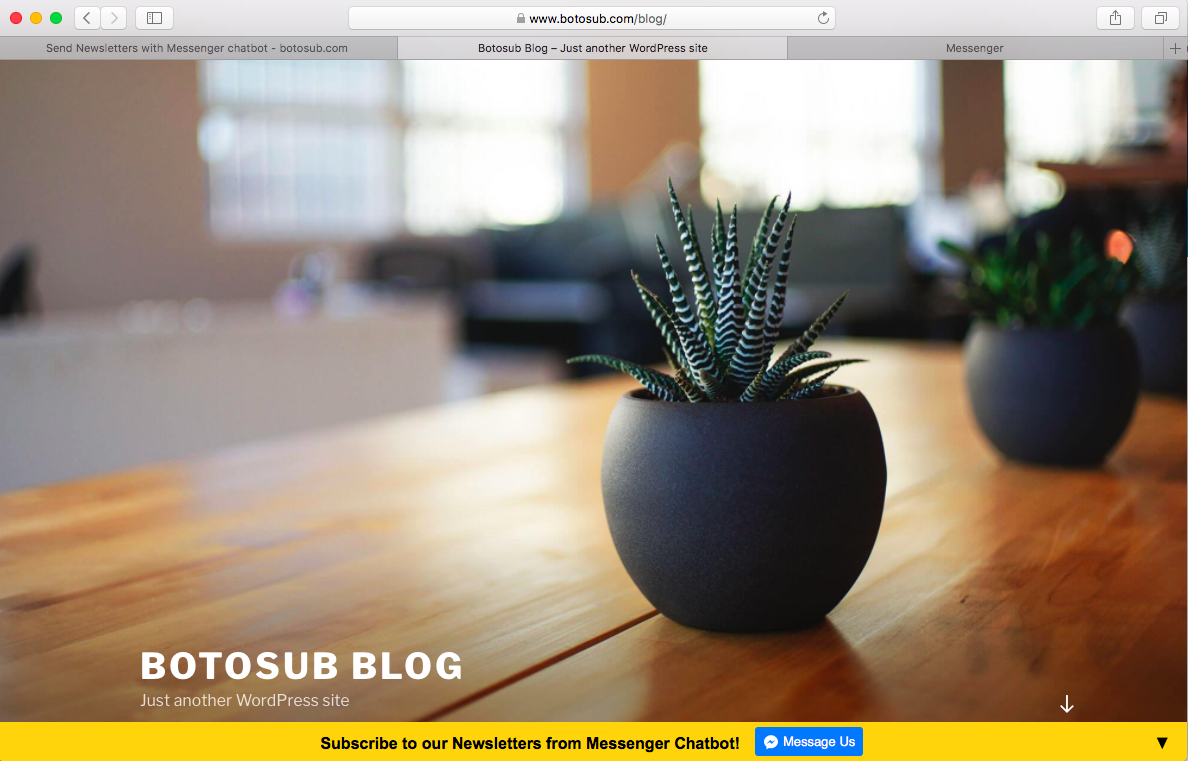 www.botosub.com/blog/
Send Newsletters with Messenger chatbot - botosub.com
Botosub Blog – Just another WordPress site
Messenger
BOTOSUB BLOG
Just another WordPress site
Subscribe to our Newsletters from Messenger Chatbot!
Message Us